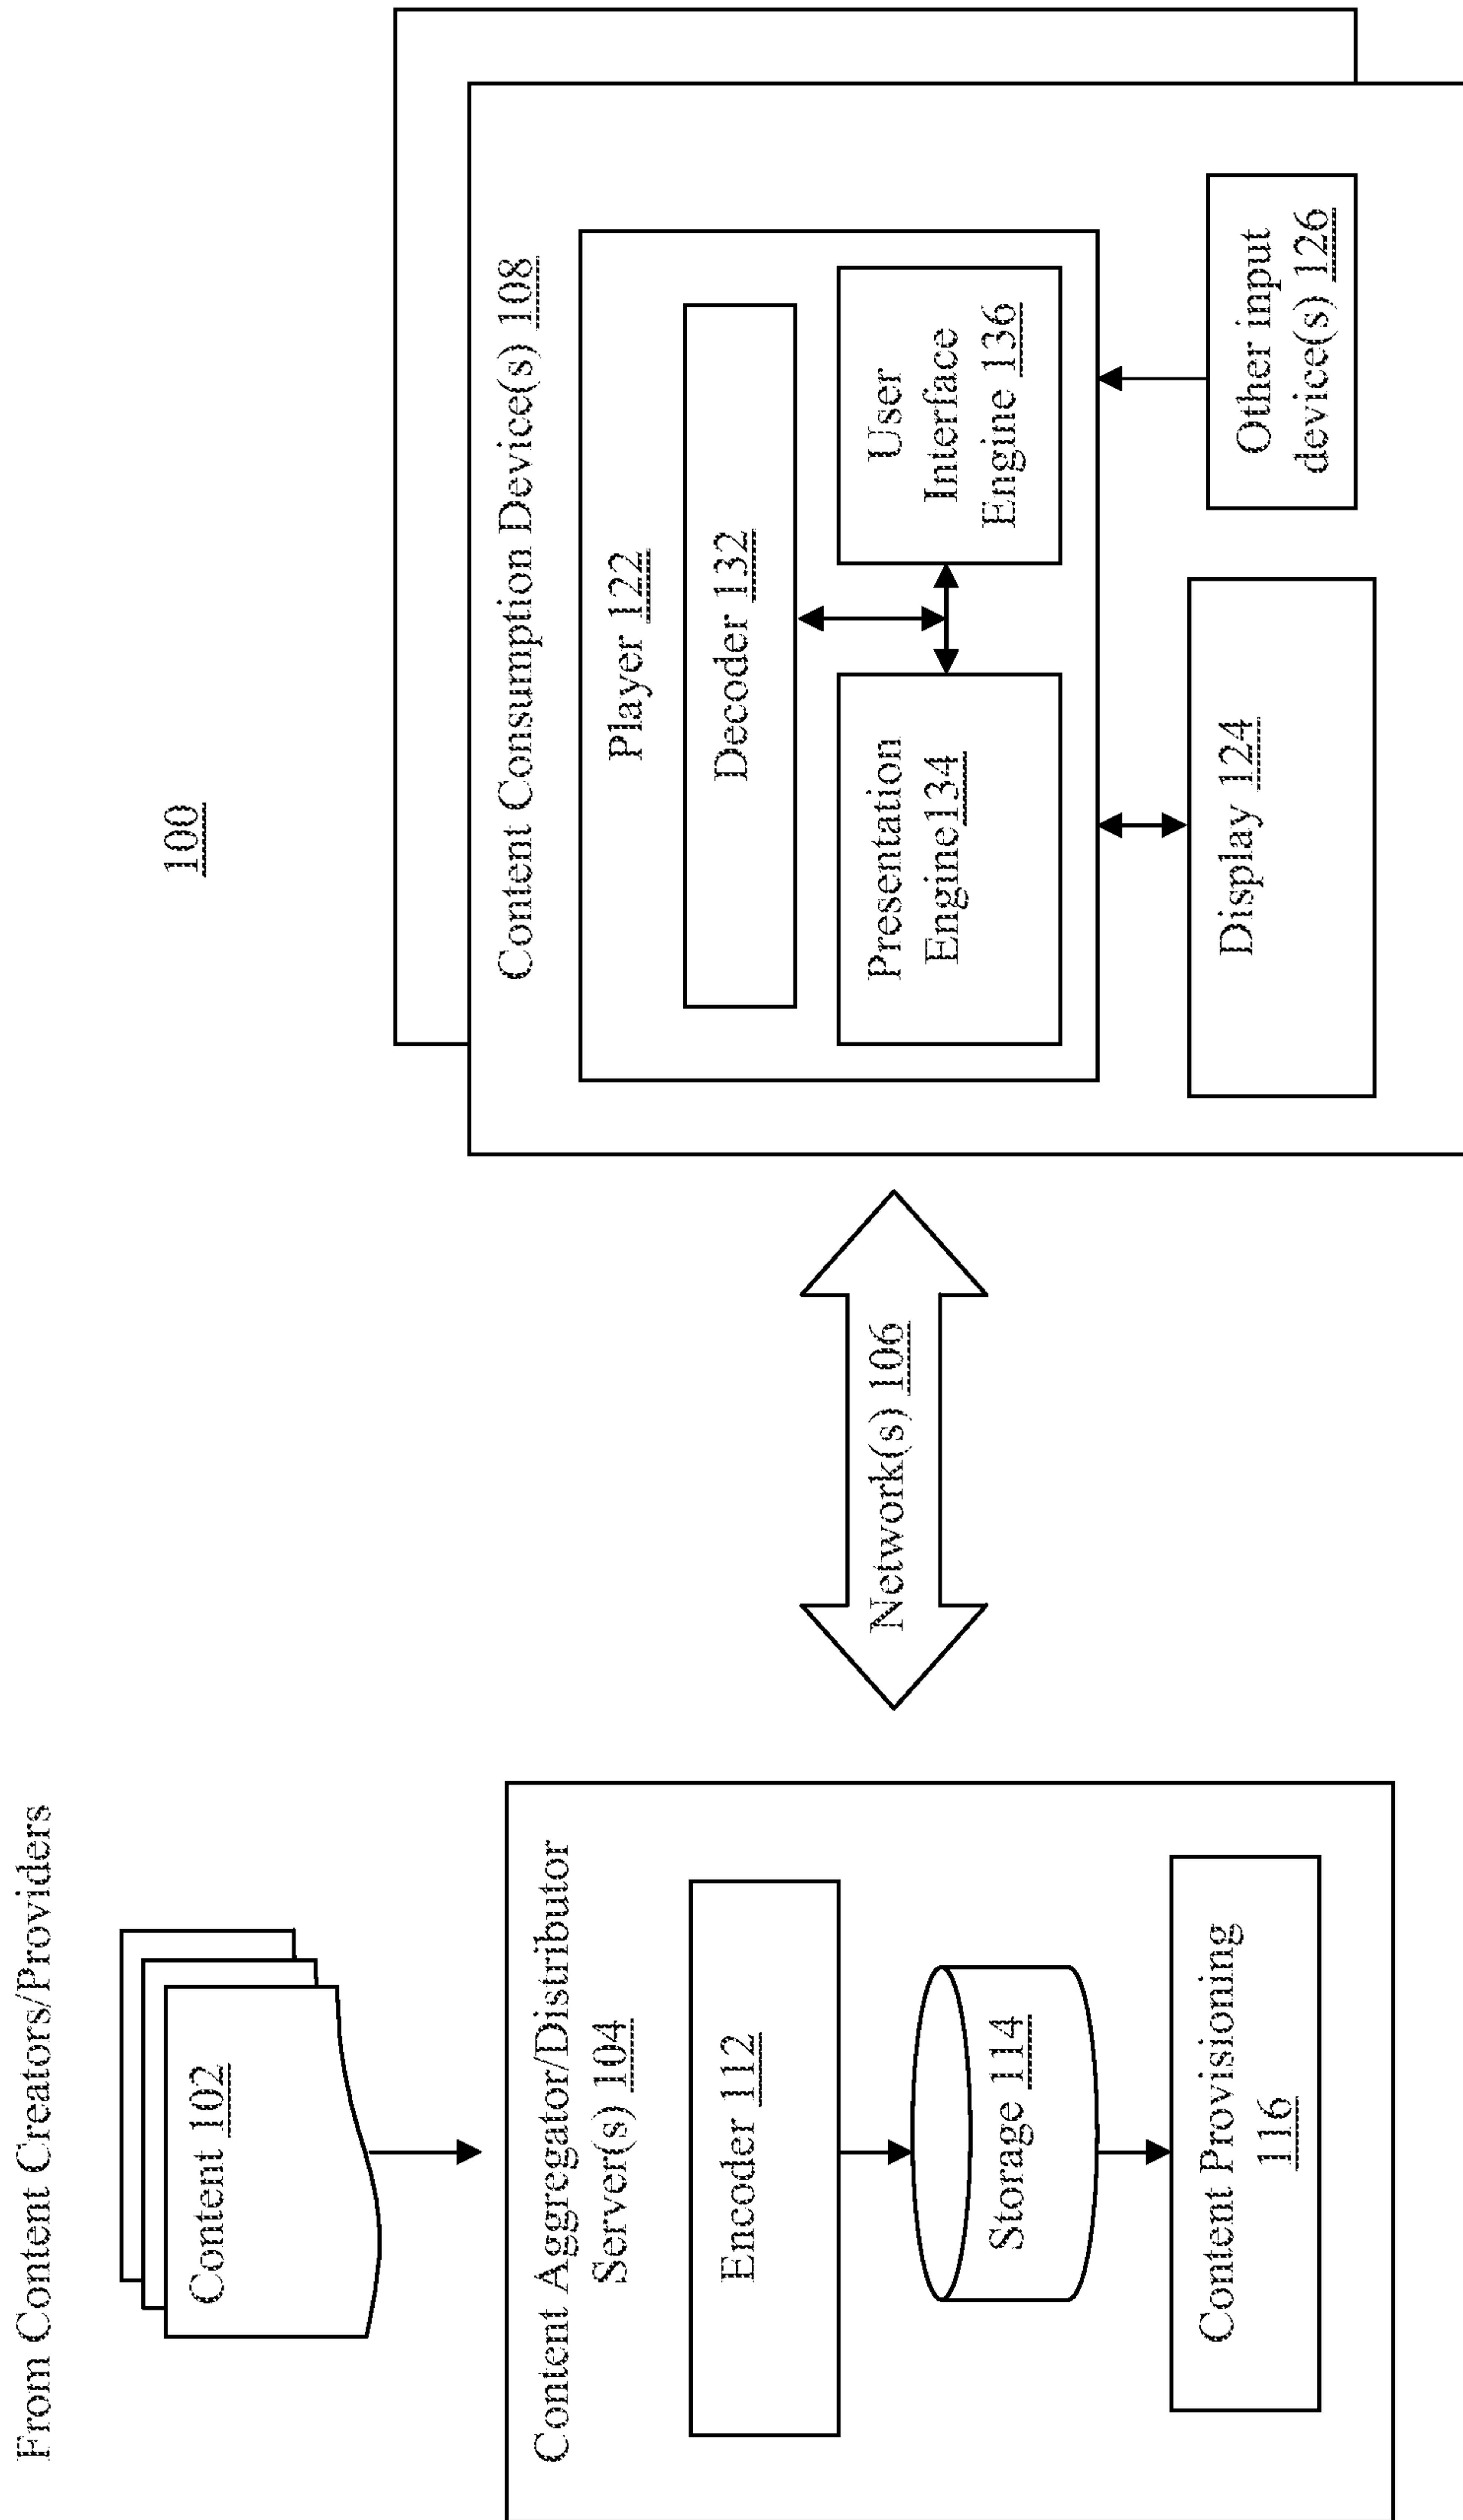 100
From Content Creators/Providers
Content 102
Content Aggregator/Distributor
Server(s) 104
Encoder 112
Storage 114
Content Provisioning
116
Network(s) 106
Content Consumption Device(s) 108
Player 122
Decoder 132
Presentation
Engine134
User
Interface
Engine 136
Display 124
Other input
device(s) 126